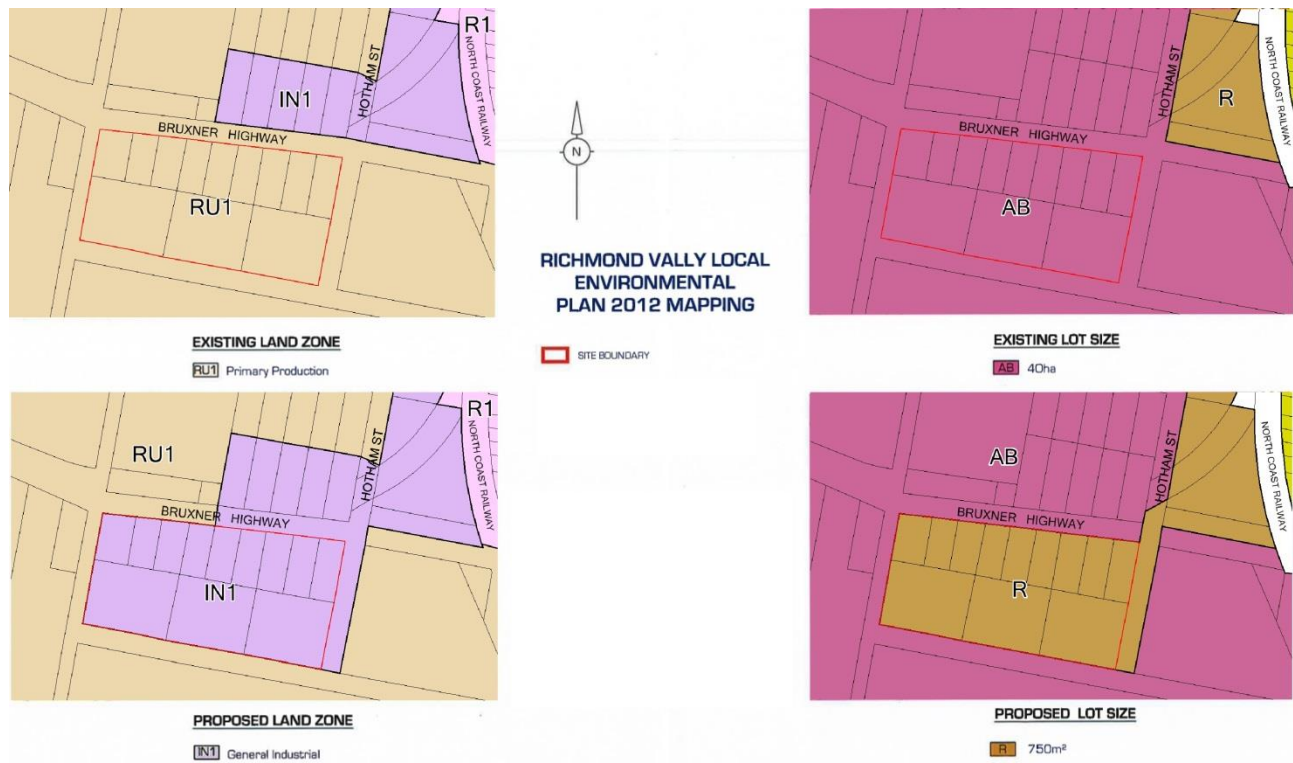 R1
HOTHAM ST
NORTH COAST RAILWAY
IN1
BRUXNER HIGHWAY
RU1
EXISTING LAND ZONE
RU1 Primary Production
N
RICHMOND VALLY LOCAL
ENVIRONMENTAL
PLAN 2012 MAPPING
SITE BOUNDARY
HOTHAM ST
NORTH COAST RAILWAY
R
BRUXNER HIGHWAY
AB
EXISTING LOT SIZE
AB 40ha
R1
HOTHAM ST
NORTH COAST RAILWAY
RU1
BRUXNER HIGHWAY
IN1
PROPOSED LAND ZONE
IN1 General Industrial
HOTHAM ST
NORTH COAST RAILWAY
AB
BRUXNER HIGHWAY
R
PROPOSED LOT SIZE
R 750m²